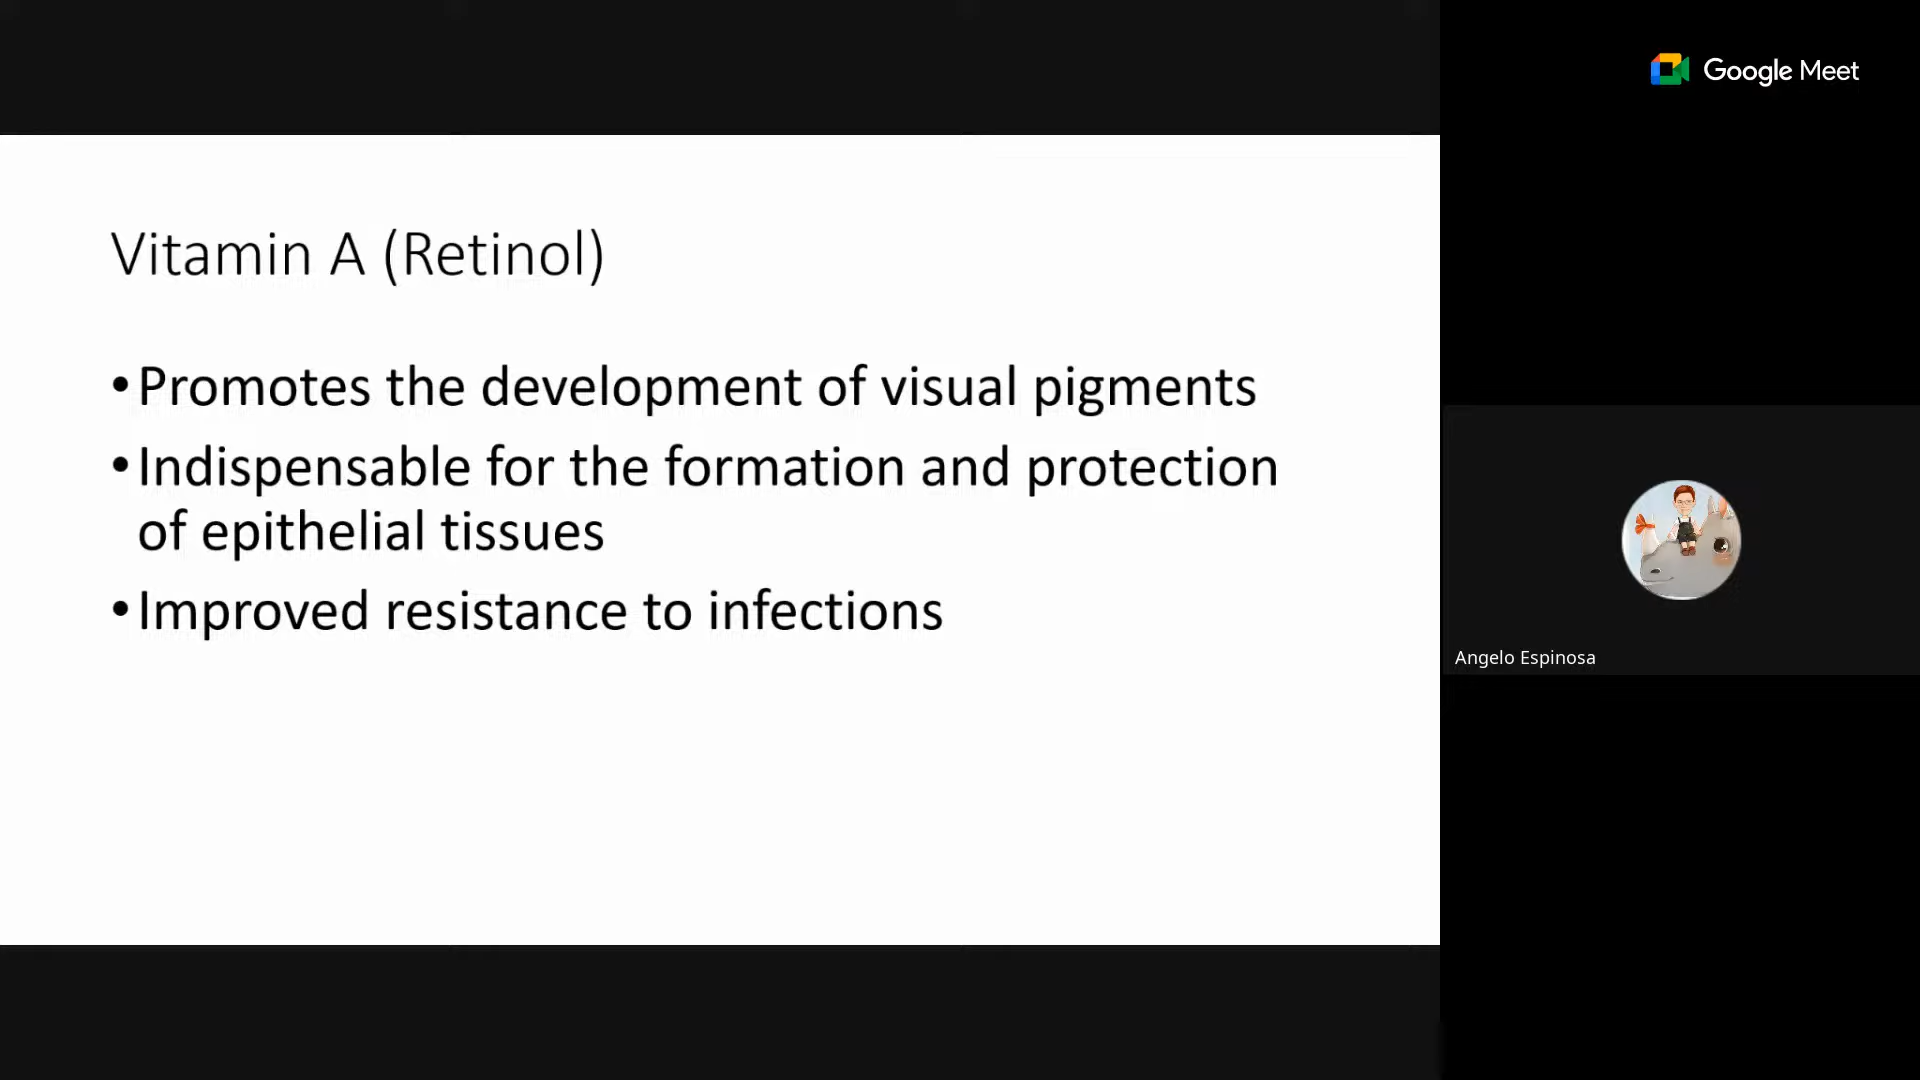 Google Meet
Vitamin A (Retinol)
•Promotes the development of visual pigments
•Indispensable for the formation and protection
of epithelial tissues
•Improved resistance to infections
Angelo Espinosa